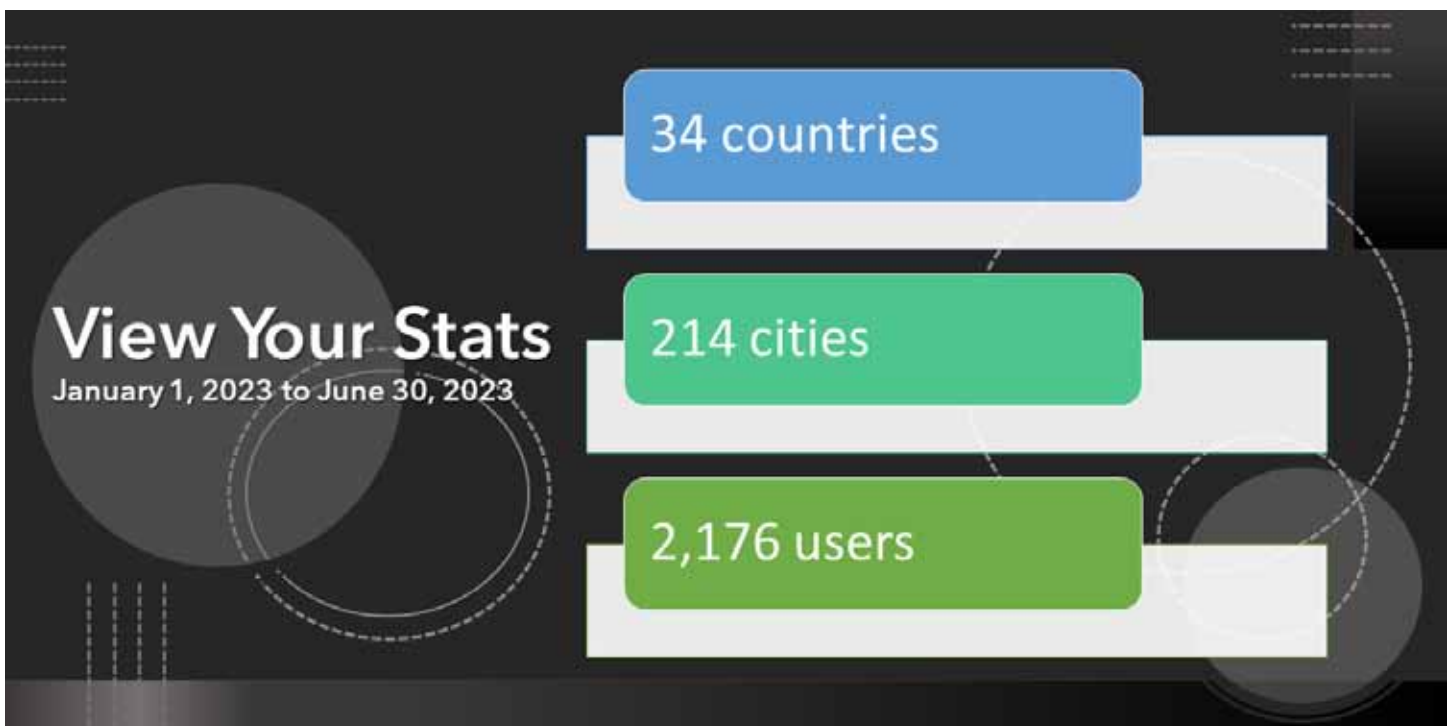 View Your Stats
January 1, 2023 to June 30, 2023
34 countries
214 cities
2,176 users